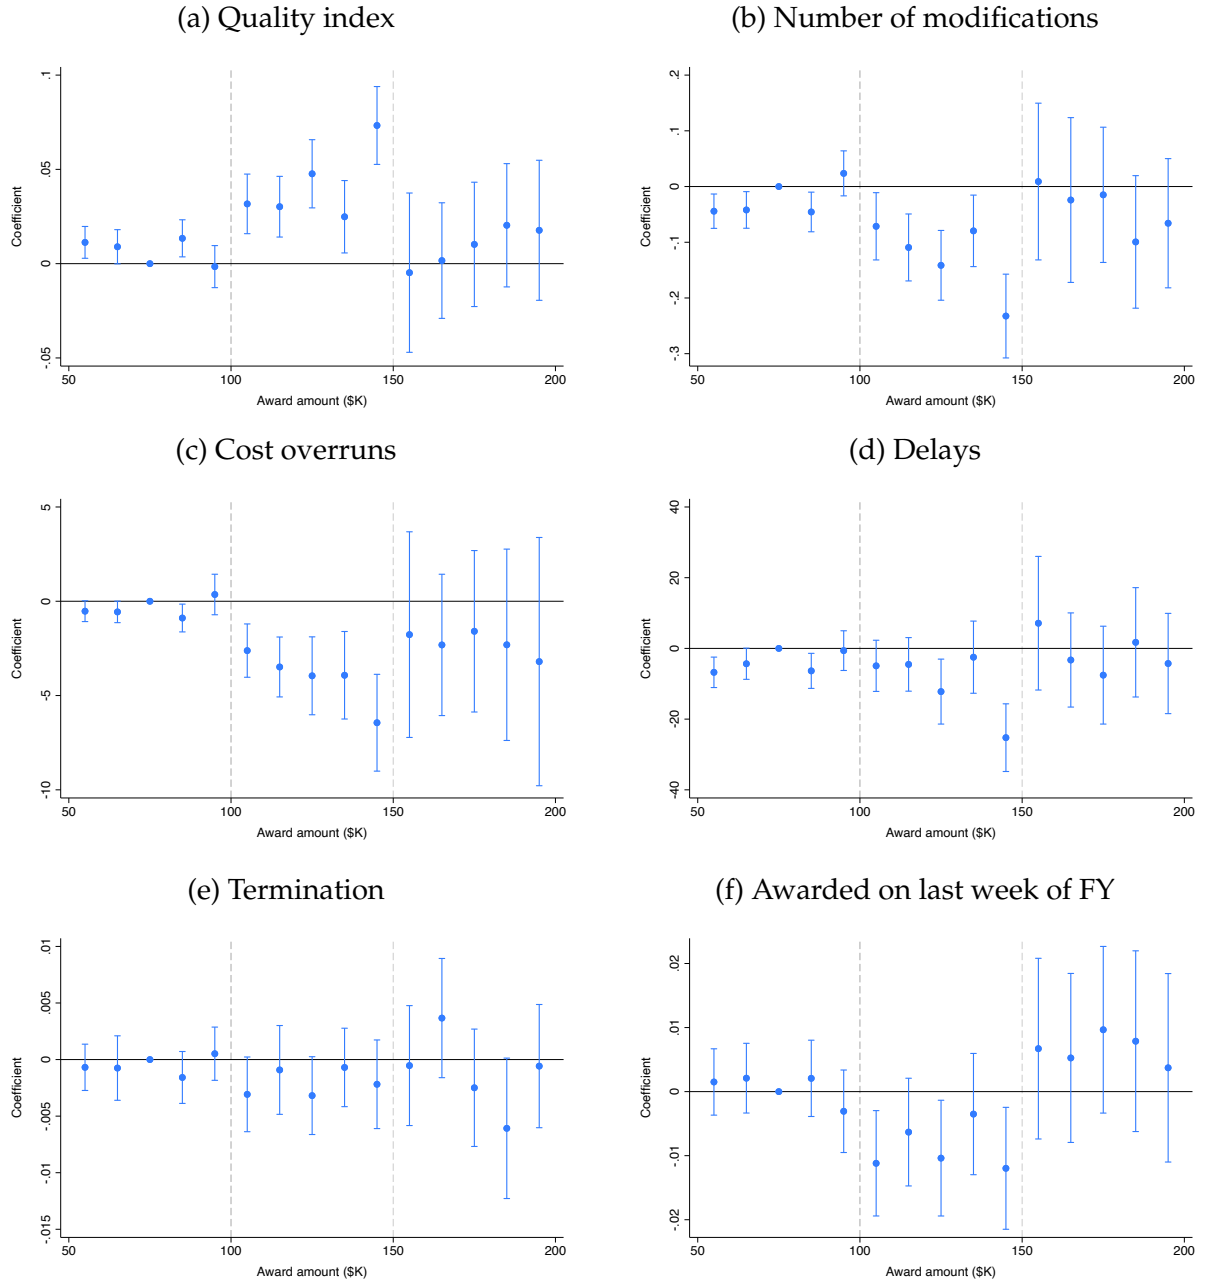 (a) Quality index
.1
.05
0
-.05
Coefficient
50 100 150 200
Award amount ($K)
(b) Number of modifications
.2
.1
0
-.1
-.2
-.3
Coefficient
50 100 150 200
Award amount ($K)
(c) Cost overruns
5
0
-5
-10
Coefficient
50 100 150 200
Award amount ($K)
(d) Delays
40
20
0
-20
-40
Coefficient
50 100 150 200
Award amount ($K)
(e) Termination
.01
.005
0
-.005
-.01
-.015
Coefficient
50 100 150 200
Award amount ($K)
(f) Awarded on last week of FY
.02
.01
0
-.01
-.02
Coefficient
50 100 150 200
Award amount ($K)